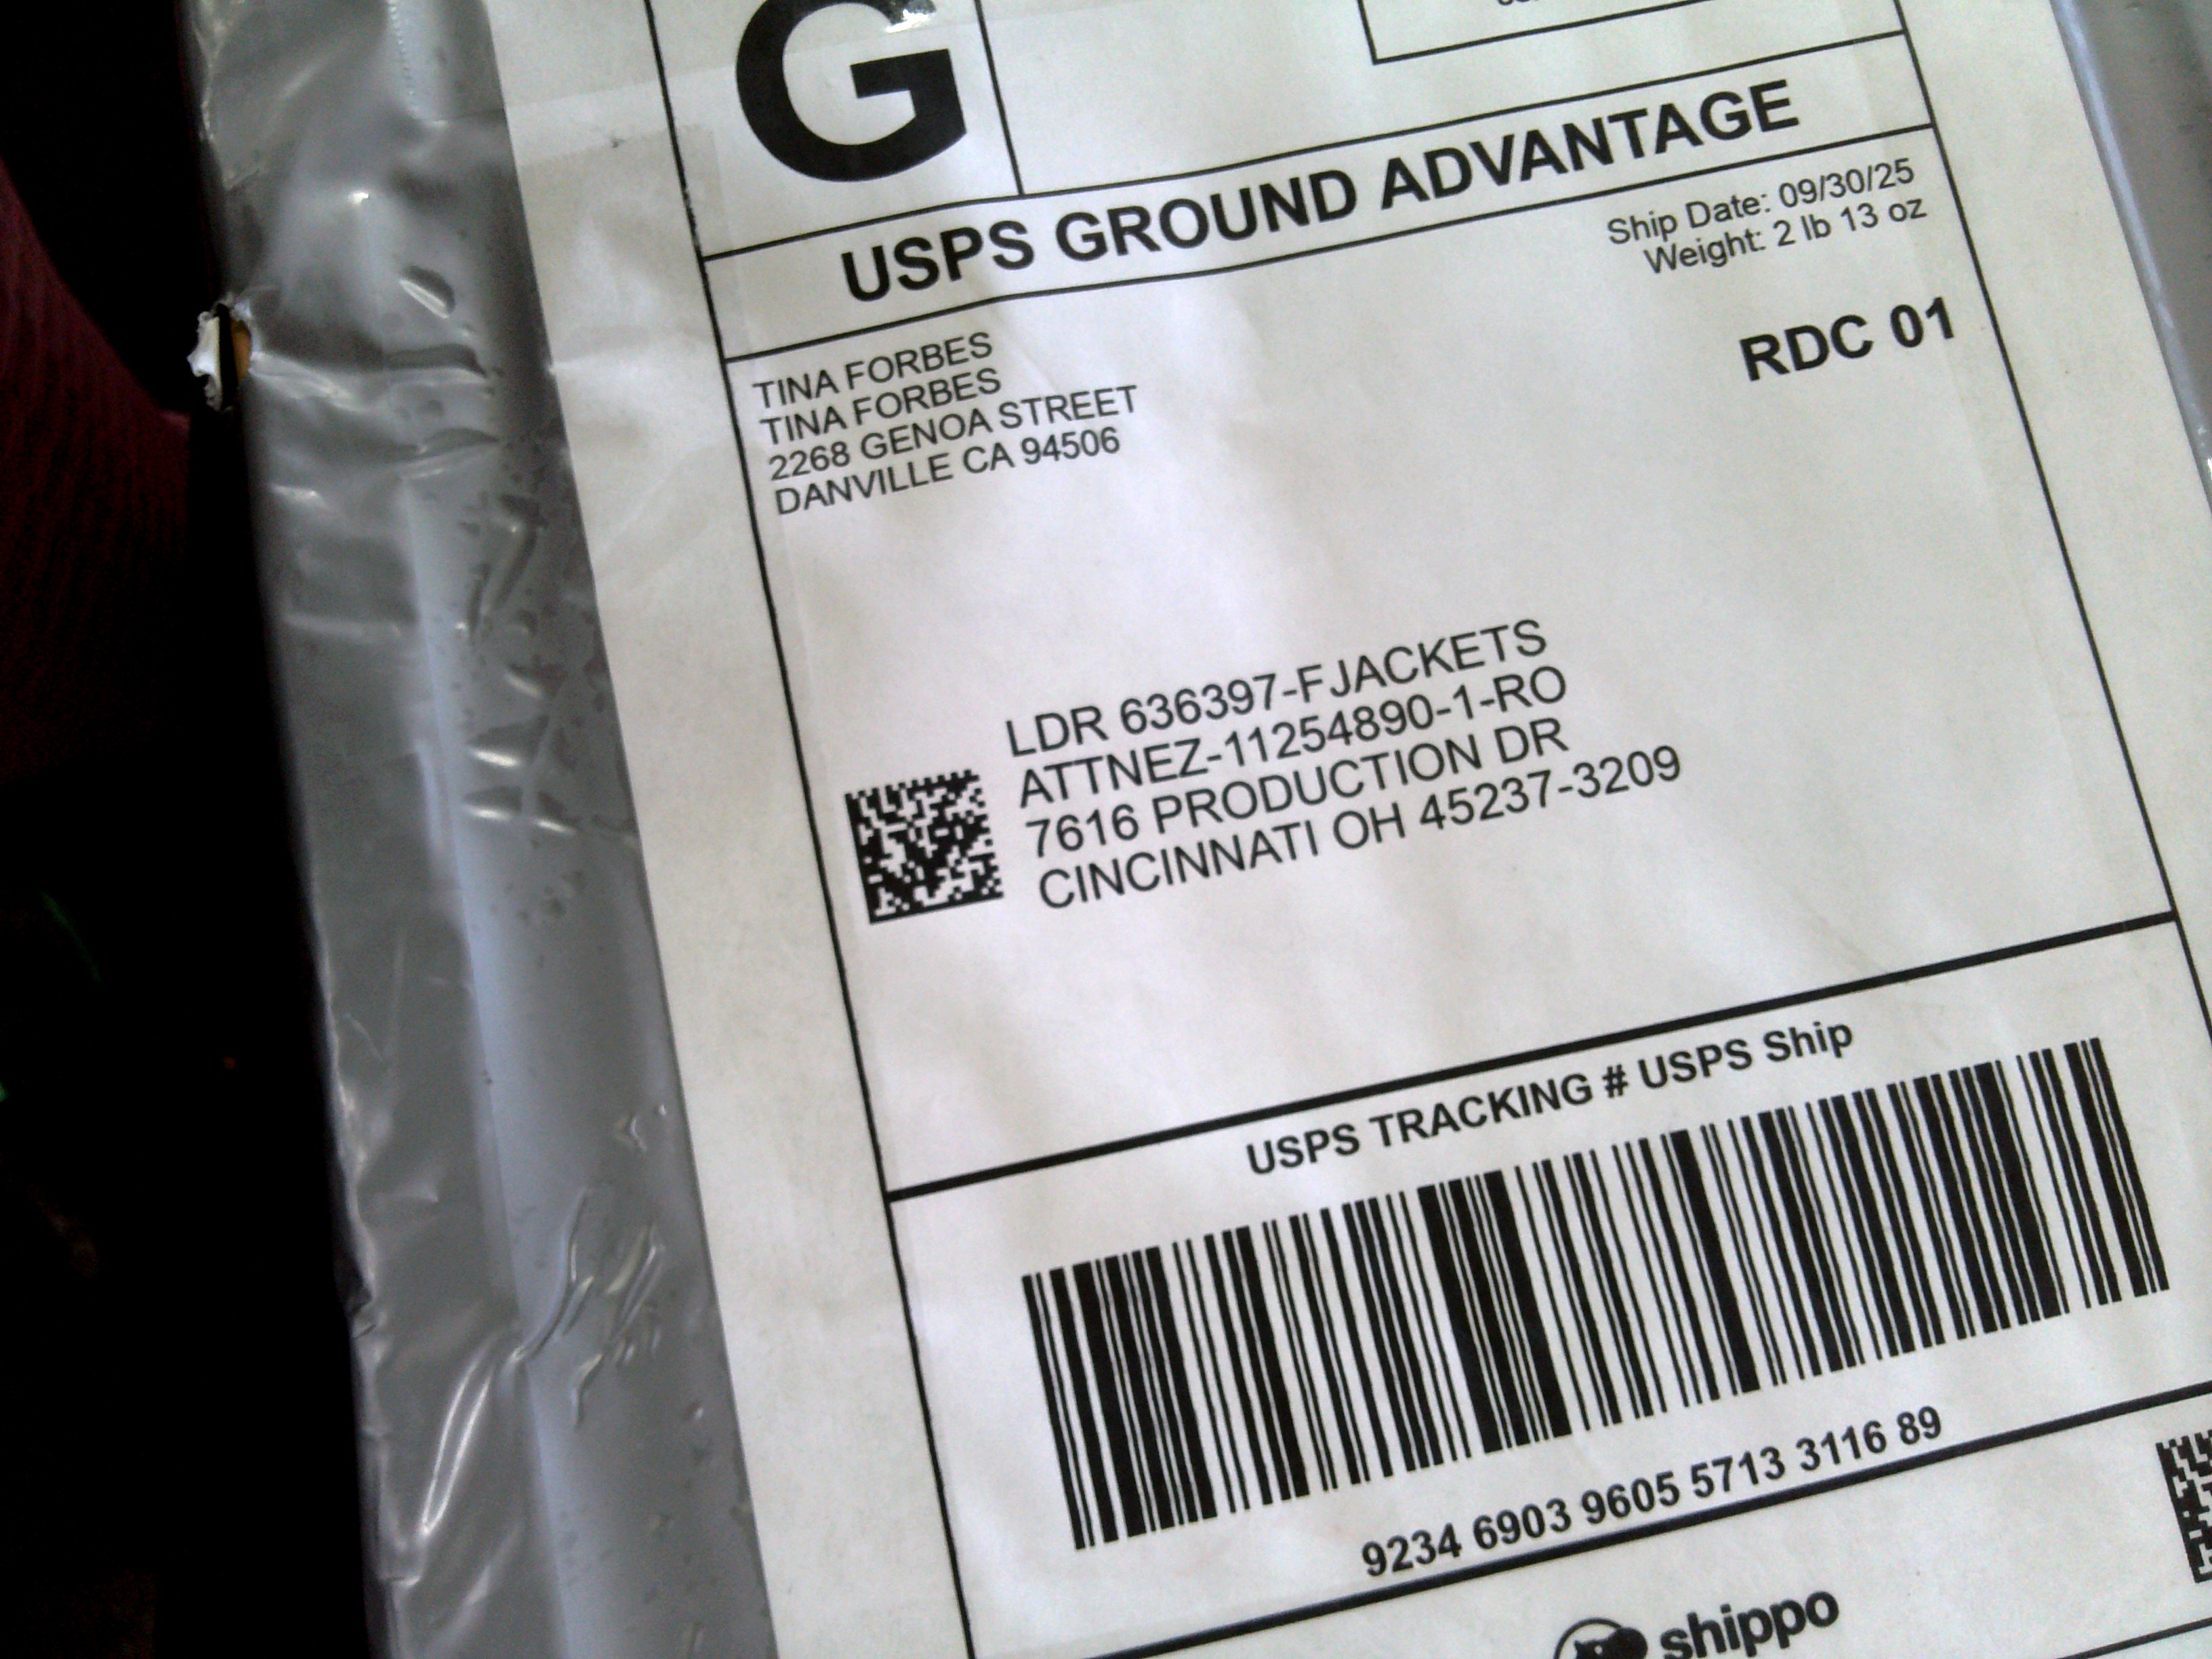 G
USPS GROUND ADVANTAGE
Ship Date: 09/30/25
Weight: 2 lb 13 oz
RDC 01
TINA FORBES
TINA FORBES
2268 GENOA STREET
DANVILLE CA 94506
LDR 636397-FJACKETS
ATTNEZ-11254890-1-RO
7616 PRODUCTION DR
CINCINNATI OH 45237-3209
USPS TRACKING # USPS Ship
9234 6903 9605 5713 3116 89
shippo